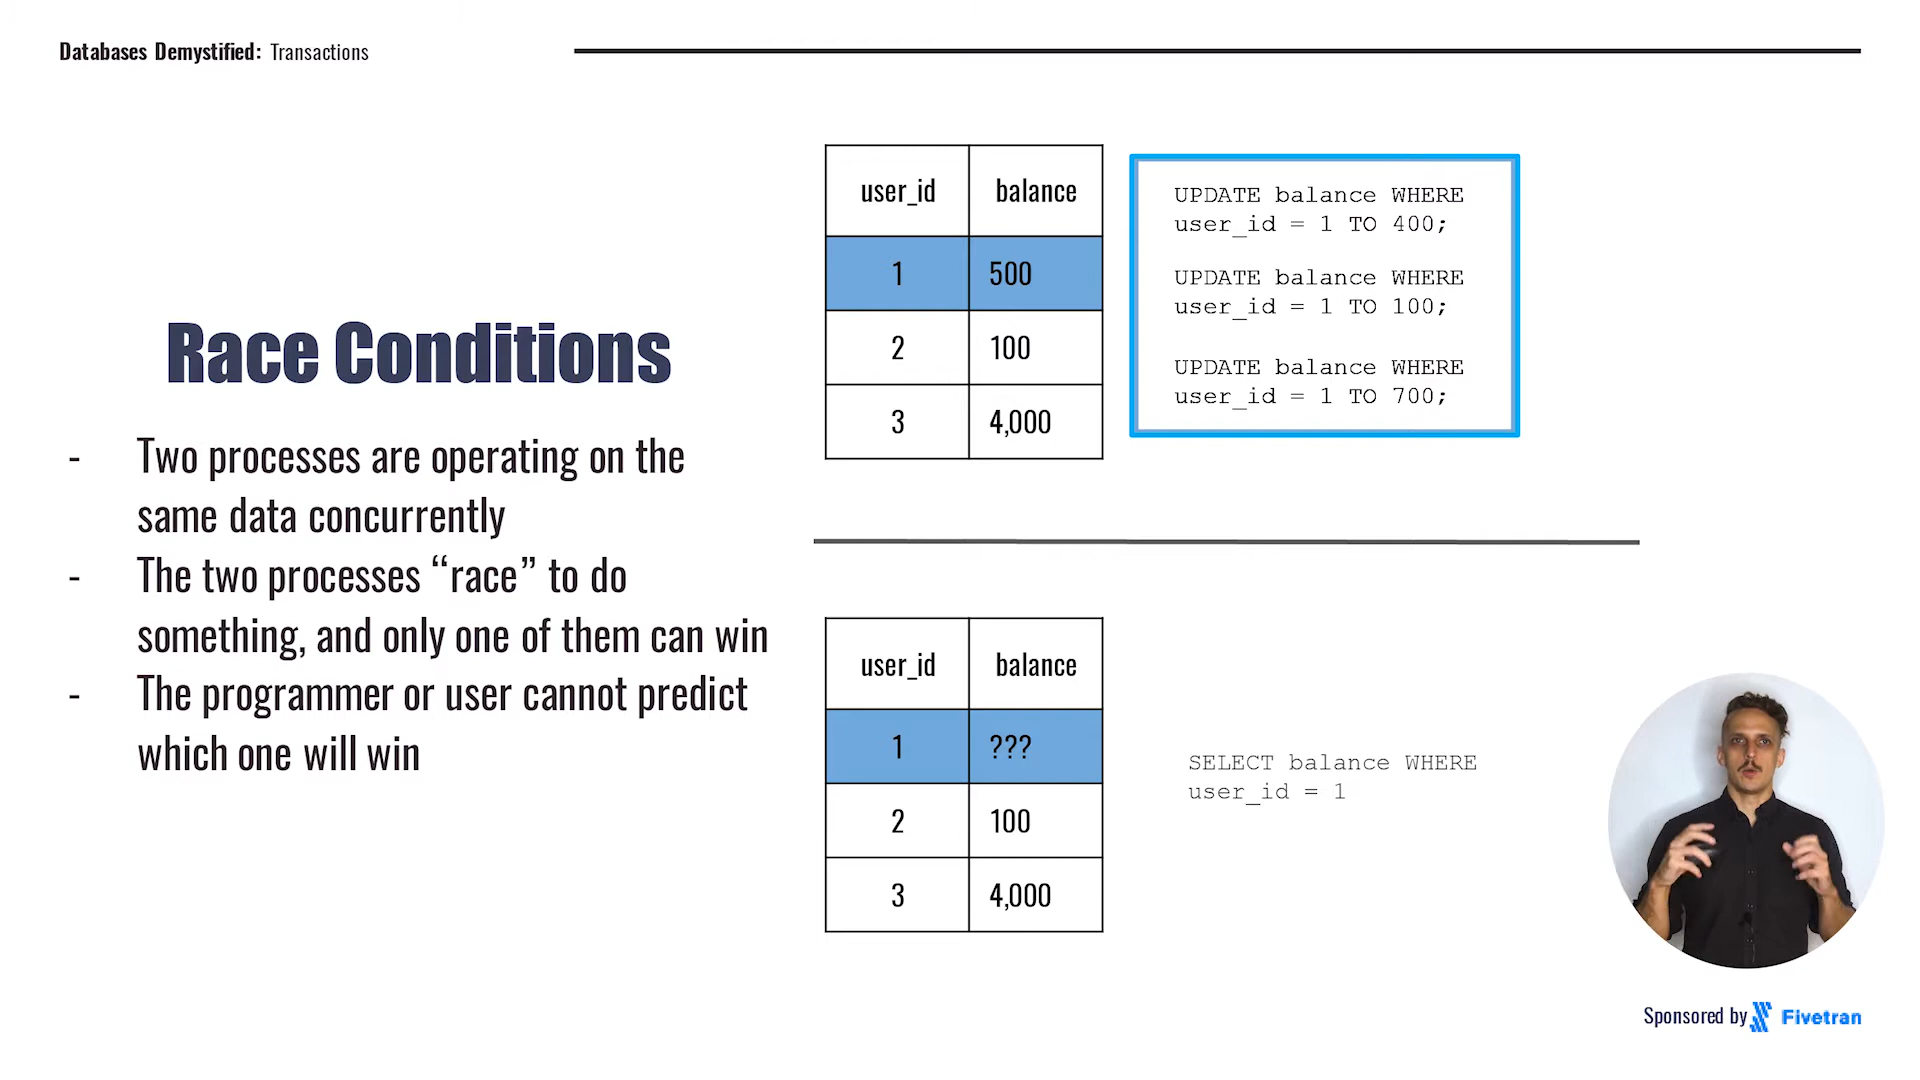 Databases Demystified: Transactions
Race Conditions
- Two processes are operating on the
same data concurrently
- The two processes “race” to do
something, and only one of them can win
- The programmer or user cannot predict
which one will win
user_id balance
1 500
2 100
3 4,000
UPDATE balance WHERE
user_id = 1 TO 400;
UPDATE balance WHERE
user_id = 1 TO 100;
UPDATE balance WHERE
user_id = 1 TO 700;
user_id balance
1 ???
2 100
3 4,000
SELECT balance WHERE
user_id = 1
Sponsored by Fivetran